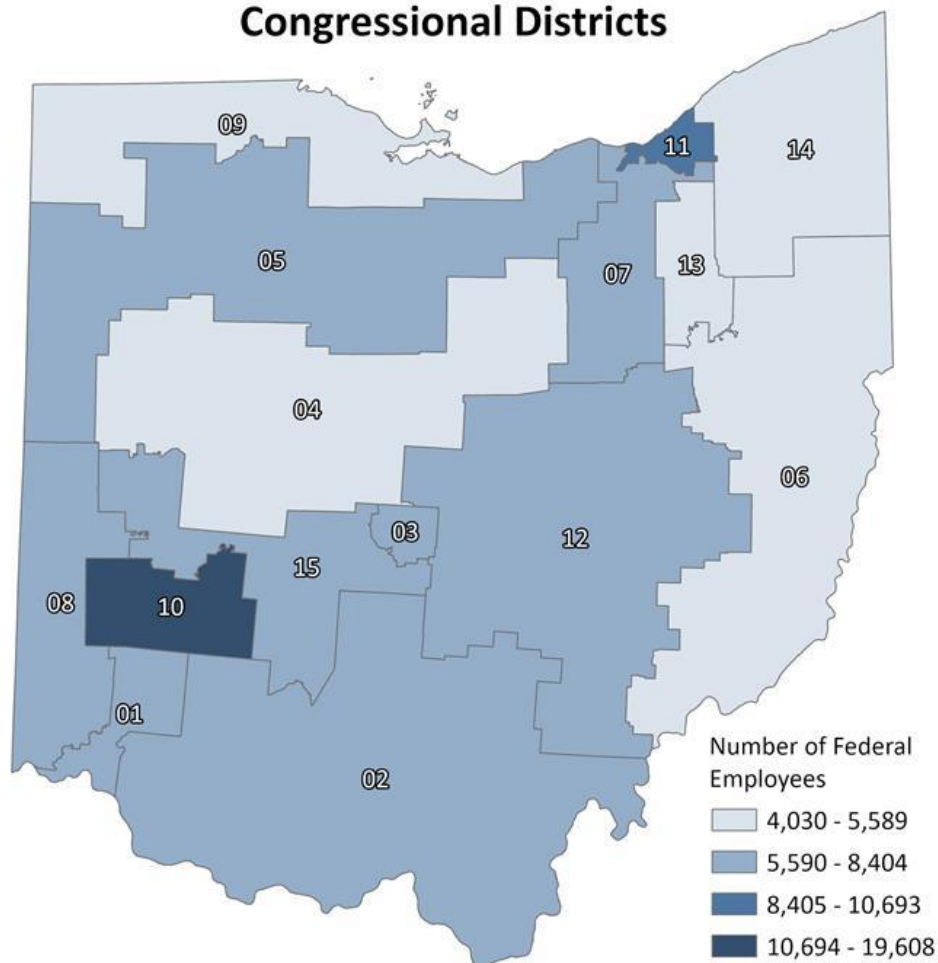 Congressional Districts
09
11
14
05
07
13
04
06
03
12
15
08
10
01
02
Number of Federal
Employees
4,030 - 5,589
5,590 - 8,404
8,405 - 10,693
10,694 - 19,608